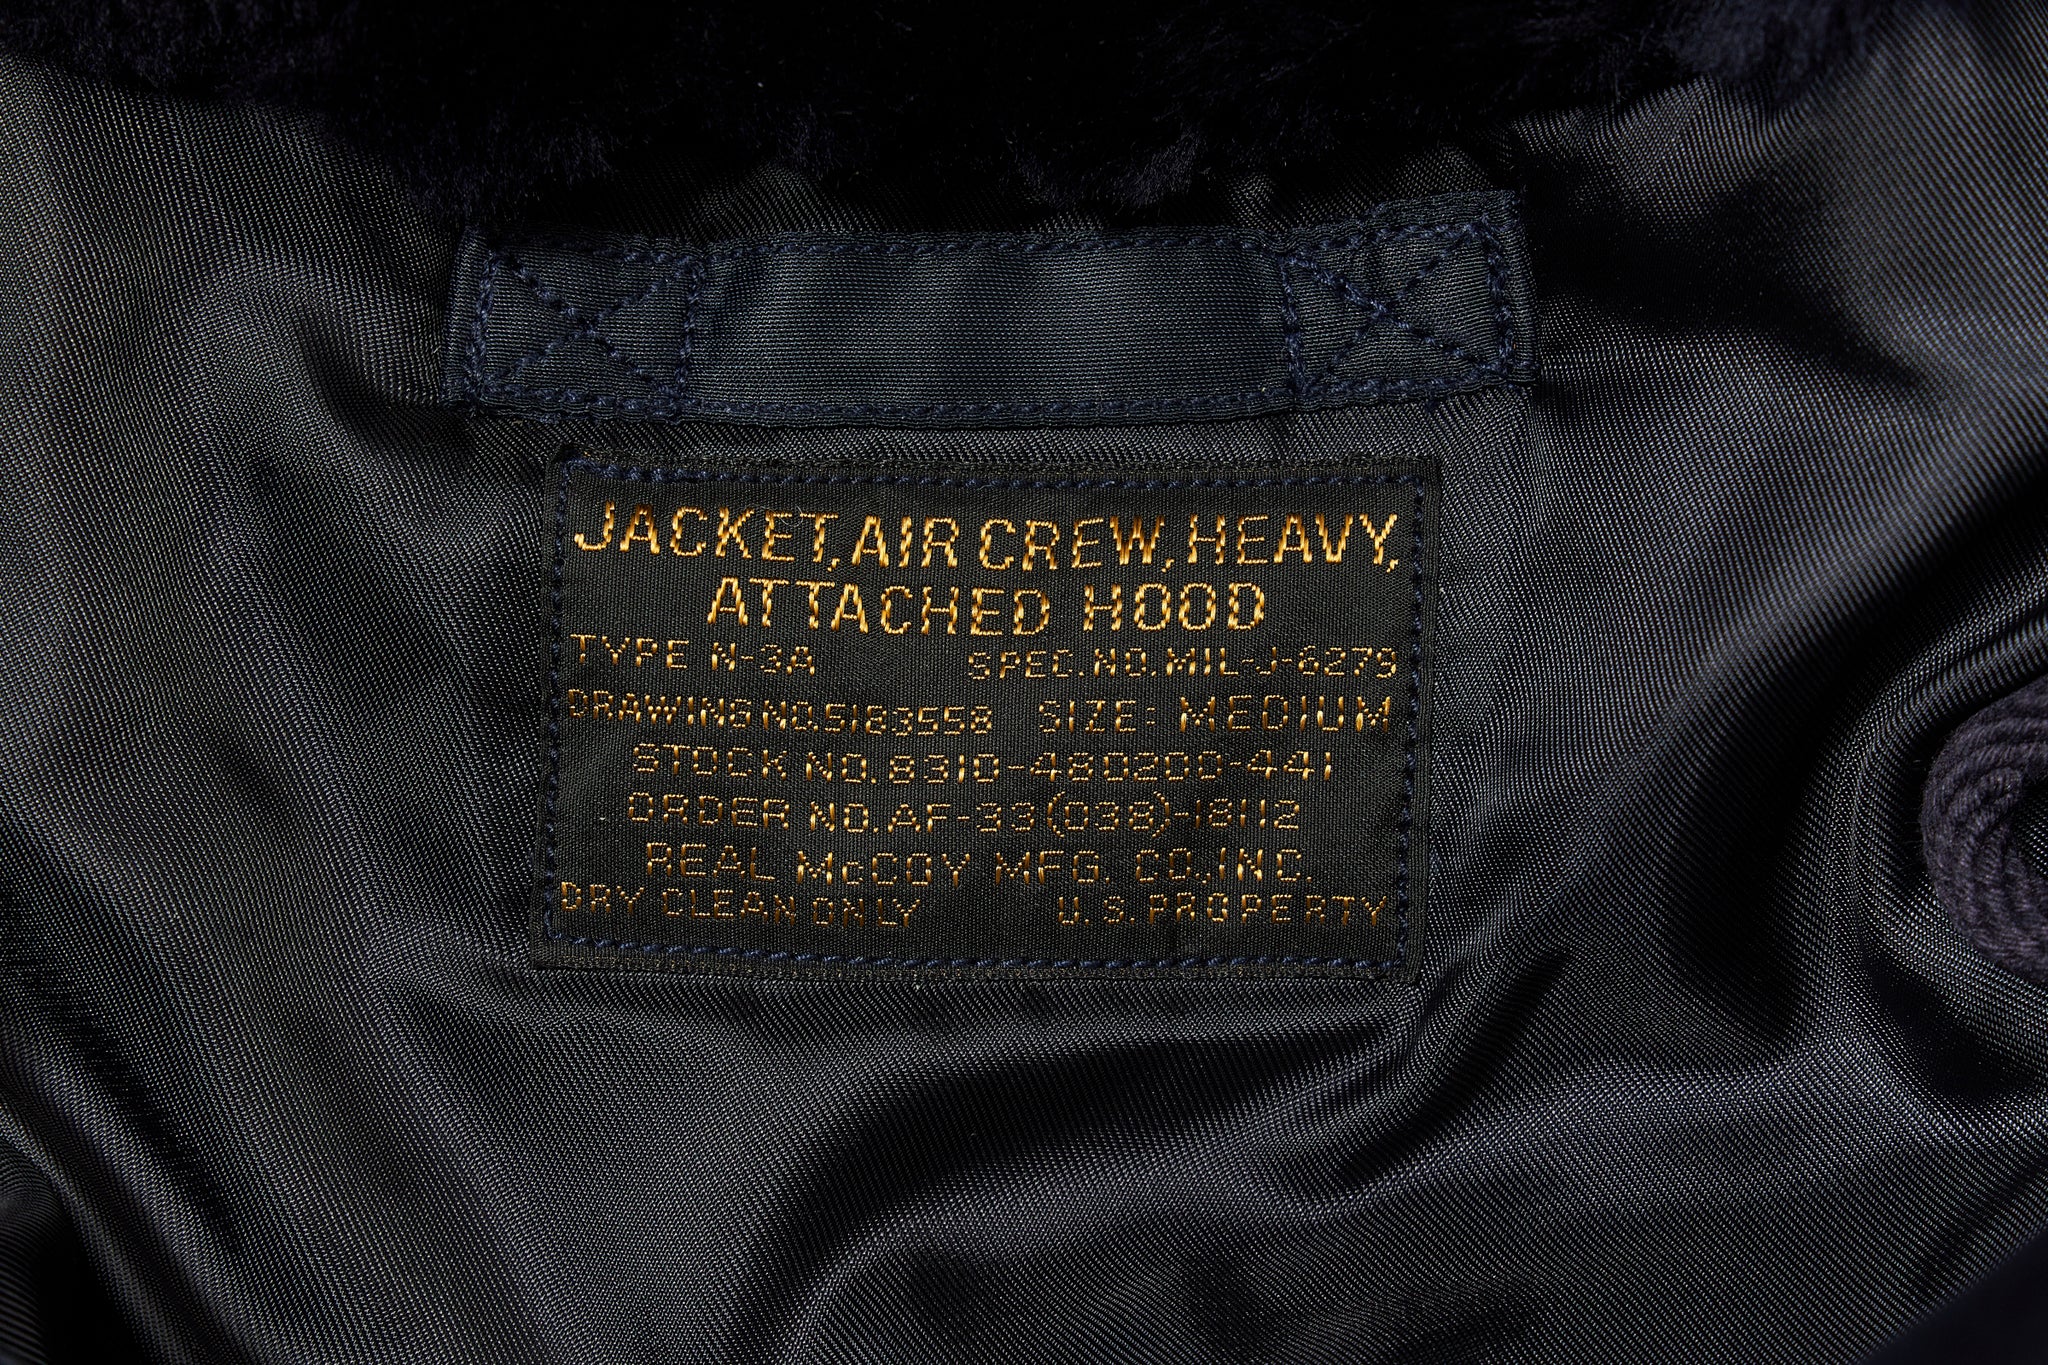 JACKET, AIR CREW, HEAVY,
ATTACHED HOOD
TYPE N-3A SPEC. NO. MIL-J-6279
DRAWING NO. 5183558 SIZE: MEDIUM
STOCK NO. 8310-480200-441
ORDER NO. AF-33(038)-18112
REAL McCOY MFG. CO., INC.
DRY CLEAN ONLY U.S. PROPERTY